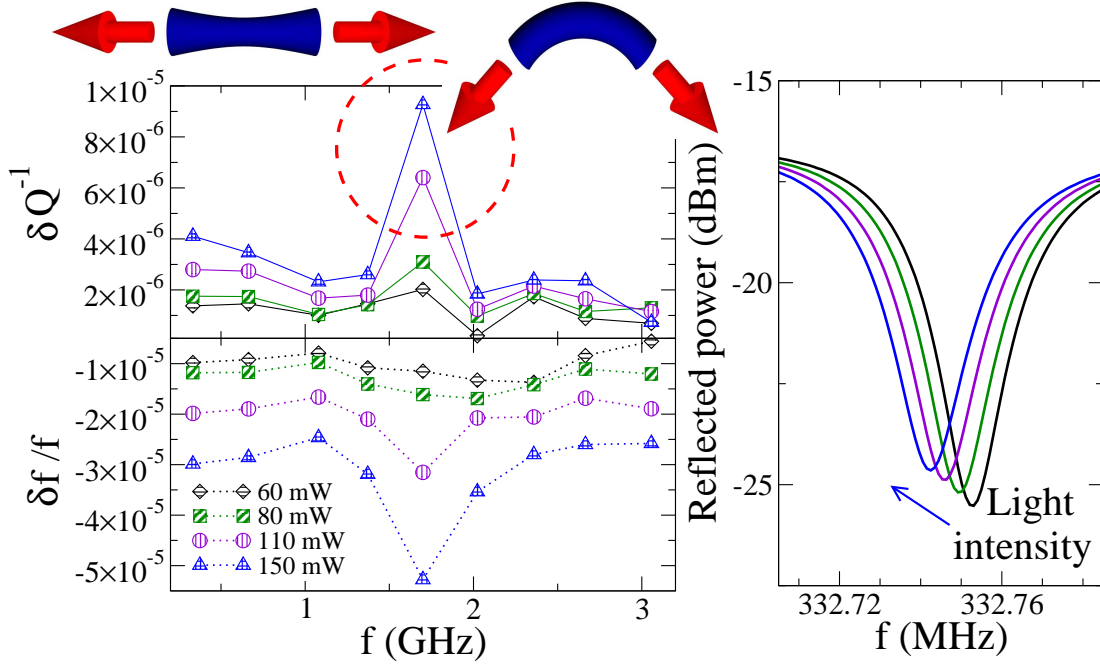 1×10⁻⁵
8×10⁻⁶
6×10⁻⁶
4×10⁻⁶
2×10⁻⁶
δQ⁻¹
-1×10⁻⁵
-2×10⁻⁵
-3×10⁻⁵
-4×10⁻⁵
-5×10⁻⁵
δf /f
60 mW
80 mW
110 mW
150 mW
1
2
3
f (GHz)
Reflected power (dBm)
-15
-20
-25
Light
intensity
332.72
332.76
f (MHz)